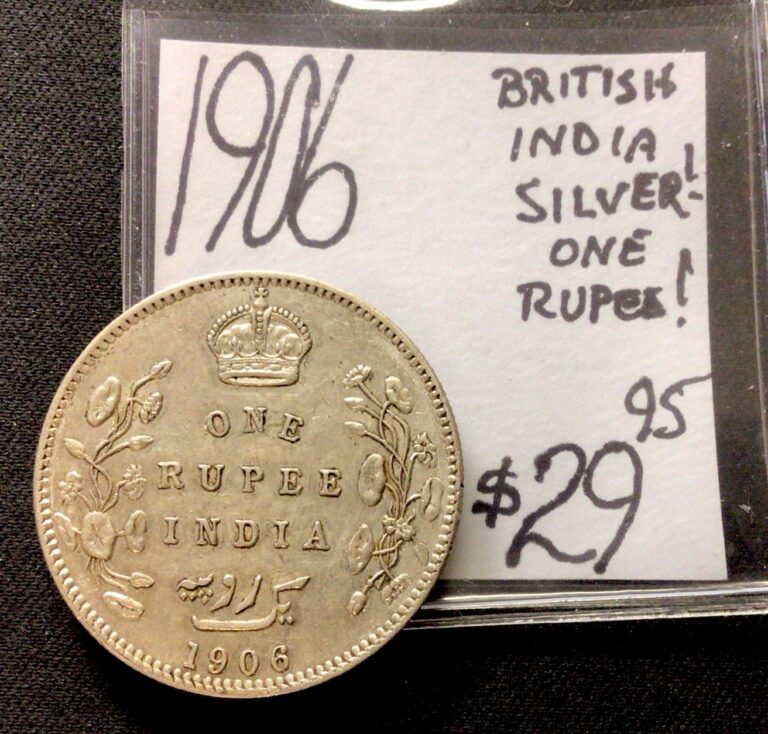 1906
BRITISH
INDIA
SILVER!-
ONE
RUPEE!
$29 95
ONE
RUPEE
INDIA
یک روپیہ
1906